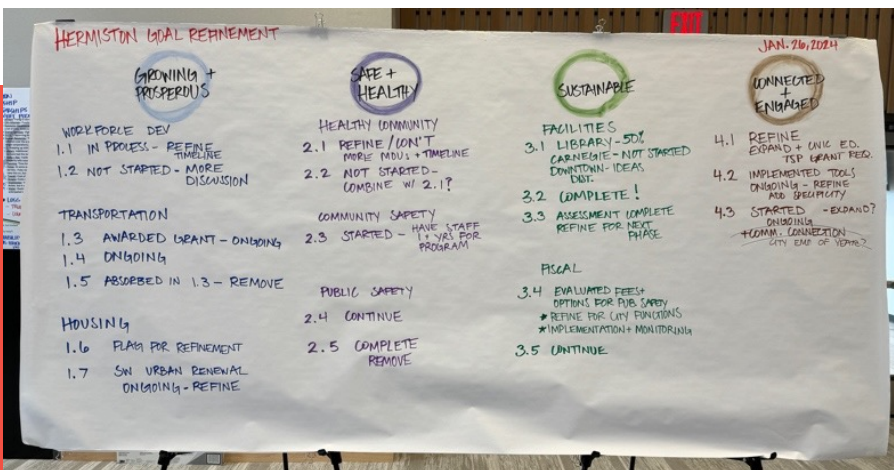 HERMISTON GOAL REFINEMENT
JAN. 26, 2024
EXIT
GROWING +
PROSPEROUS
WORKFORCE DEV
1.1 IN PROCESS - REFINE
TIMELINE
1.2 NOT STARTED - MORE
DISCUSSION
TRANSPORTATION
1.3 AWARDED GRANT - ONGOING
1.4 ONGOING
1.5 ABSORBED IN 1.3 - REMOVE
HOUSING
1.6 FLAG FOR REFINEMENT
1.7 SW URBAN RENEWAL
ONGOING - REFINE
SAFE +
HEALTHY
HEALTHY COMMUNITY
2.1 REFINE / CON'T
MORE MOUS + TIMELINE
2.2 NOT STARTED -
COMBINE W/ 2.1?
COMMUNITY SAFETY
2.3 STARTED - HAVE STAFF
1+ YRS FOR
PROGRAM
PUBLIC SAFETY
2.4 CONTINUE
2.5 COMPLETE
REMOVE
SUSTAINABLE
FACILITIES
3.1 LIBRARY - 50%
CARNEGIE - NOT STARTED
DOWNTOWN - IDEAS
DIST.
3.2 COMPLETE!
3.3 ASSESSMENT COMPLETE
REFINE FOR NEXT
PHASE
FISCAL
3.4 EVALUATED FEES +
OPTIONS FOR PUB SAFETY
* REFINE FOR CITY FUNCTIONS
* IMPLEMENTATION + MONITORING
3.5 CONTINUE
CONNECTED
+
ENGAGED
4.1 REFINE
EXPAND + CIVIC ED.
TSP GRANT REQ.
4.2 IMPLEMENTED TOOLS
ONGOING - REFINE
ADD SPECIFICITY
4.3 STARTED - EXPAND?
ONGOING
+ COMM. CONNECTION
CITY EMP OF YEAR?